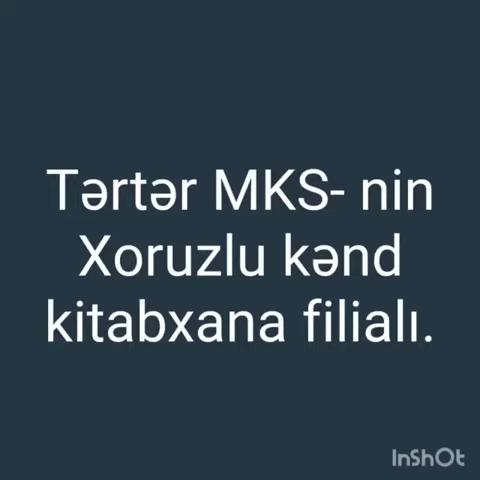 Tərtər MKS- nin
Xoruzlu kənd
kitabxana filialı.
InShOt